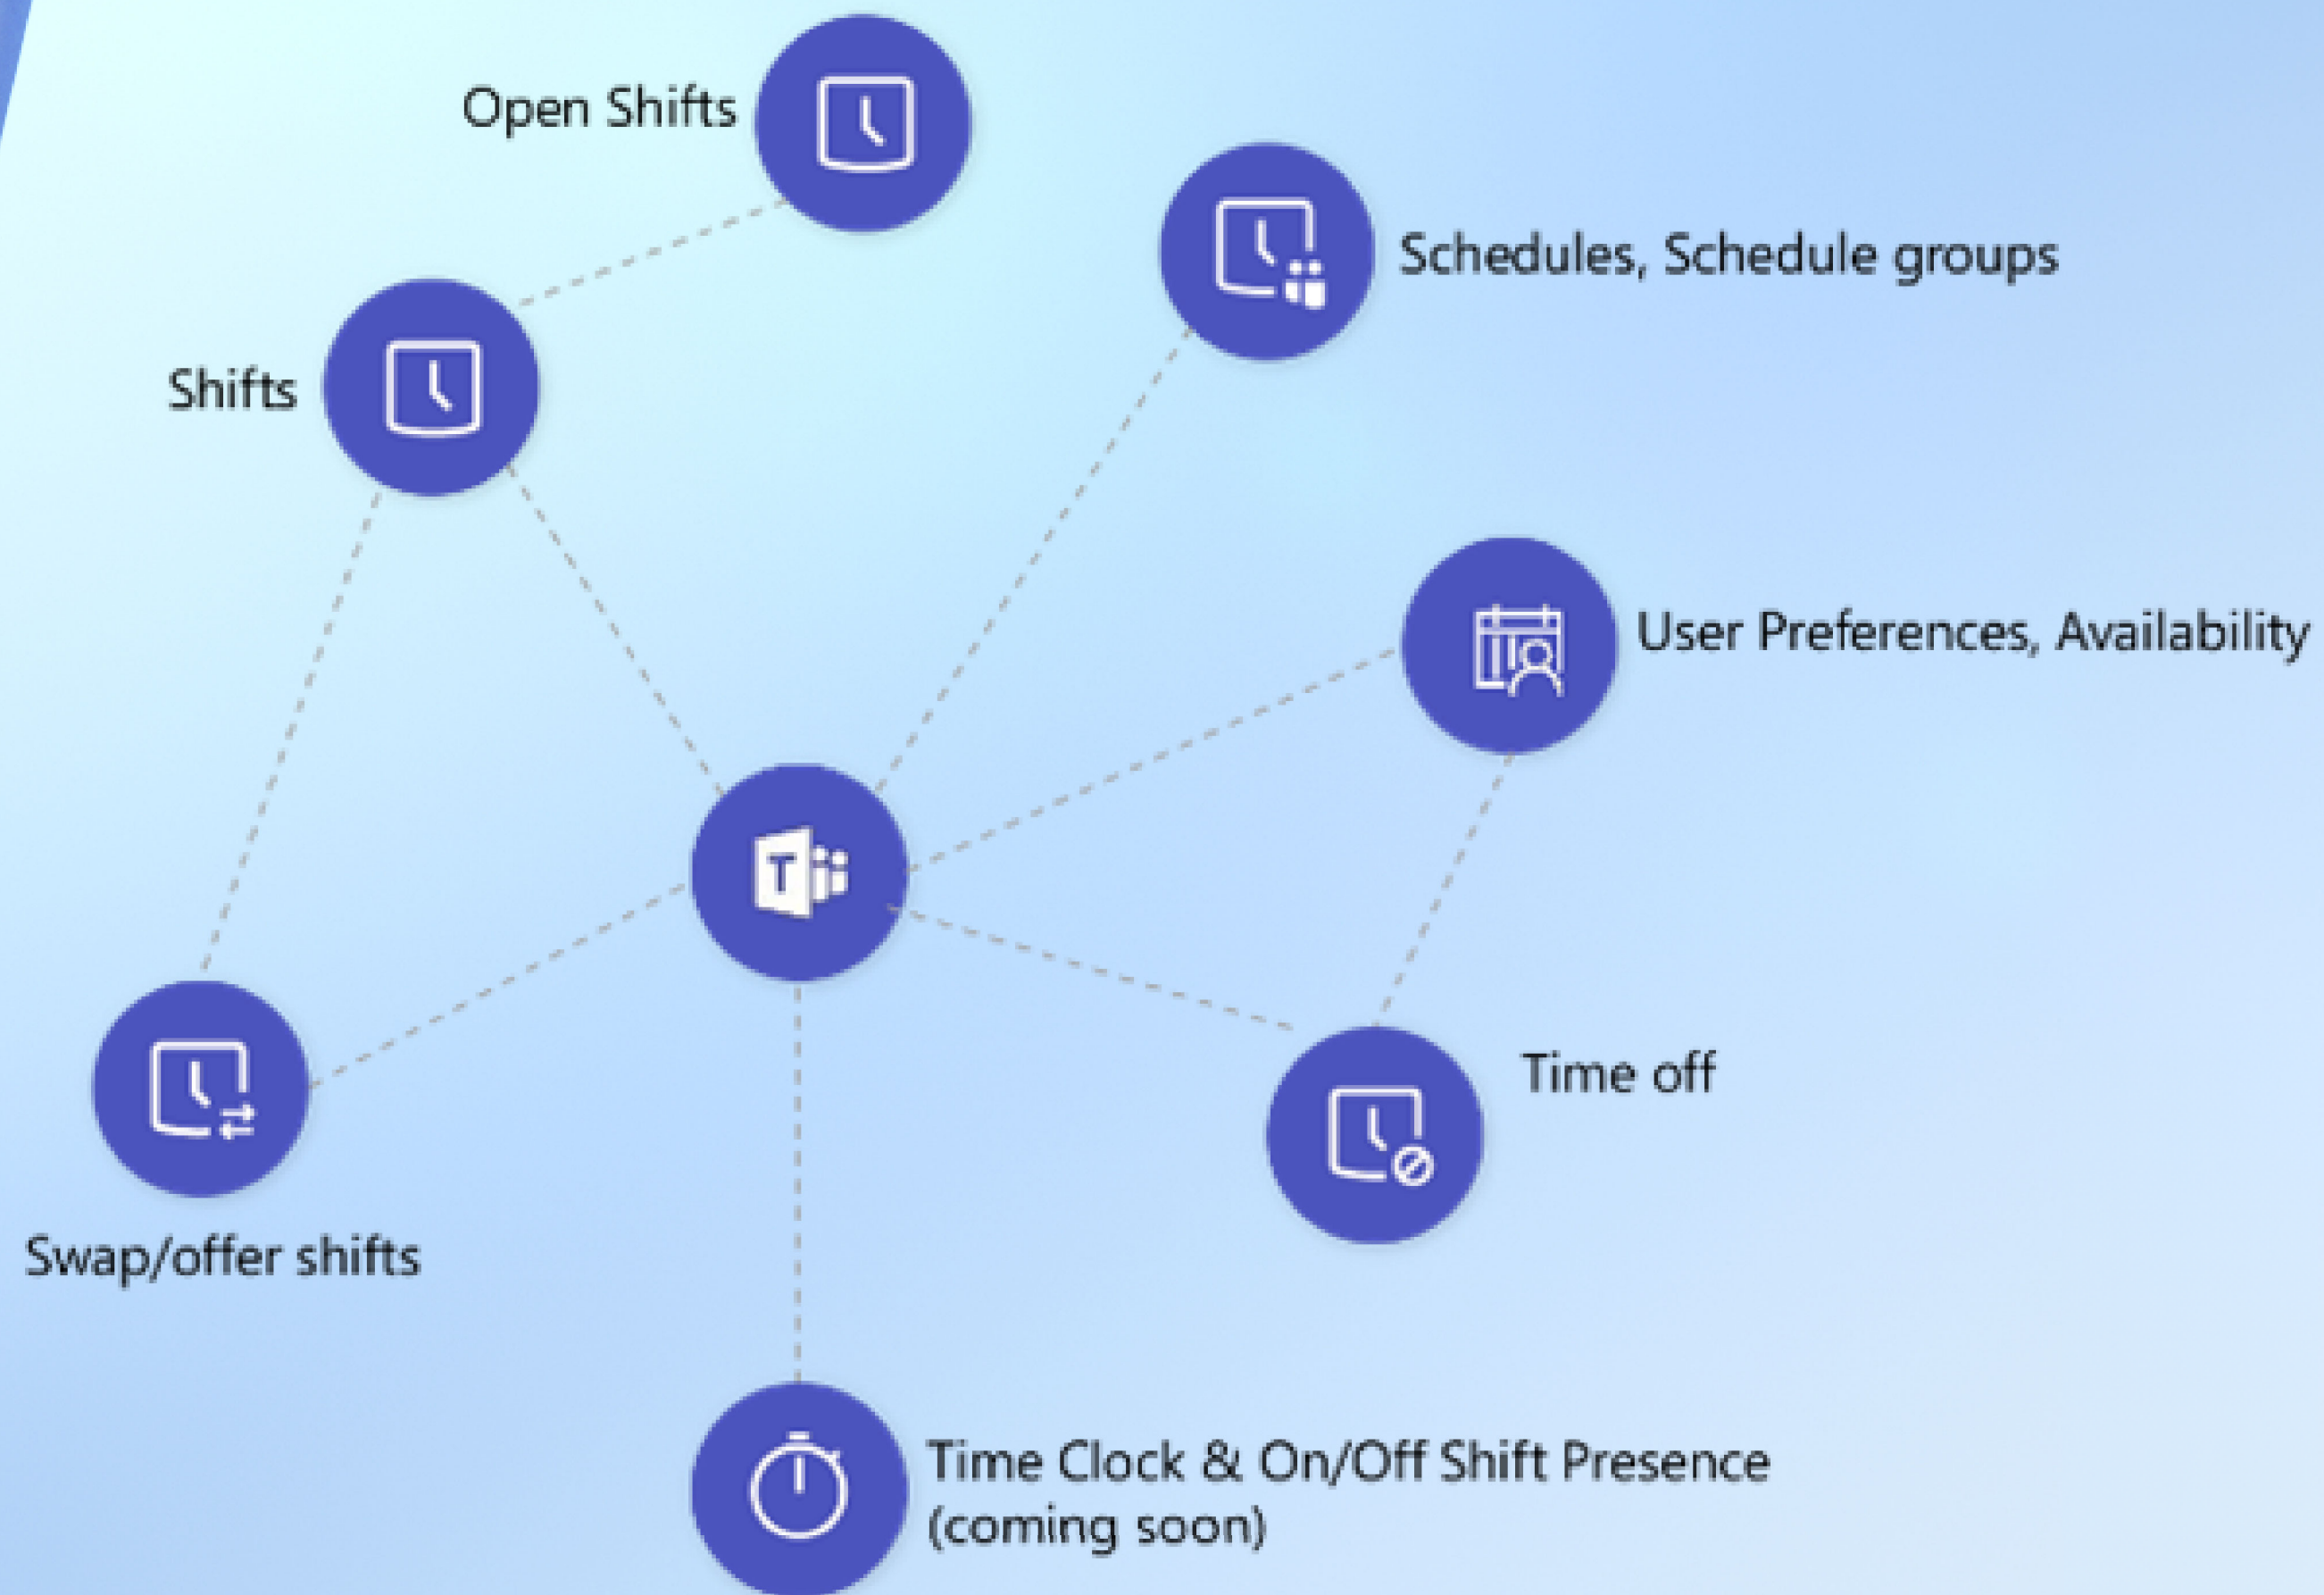 Open Shifts
Schedules, Schedule groups
Shifts
User Preferences, Availability
T
Time off
Swap/offer shifts
Time Clock & On/Off Shift Presence
(coming soon)